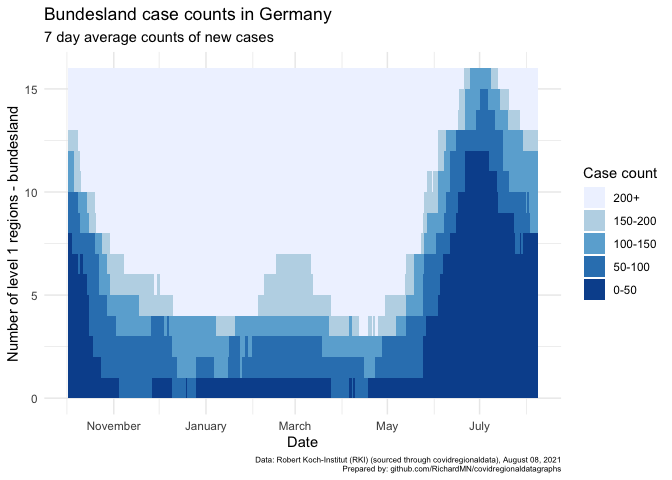 Bundesland case counts in Germany
7 day average counts of new cases
Number of level 1 regions - bundesland
15
10
5
0
November January March May July
Date
Case count
200+
150-200
100-150
50-100
0-50
Data: Robert Koch-Institut (RKI) (sourced through covidregionaldata), August 08, 2021
Prepared by: github.com/RichardMN/covidregionaldatagraphs